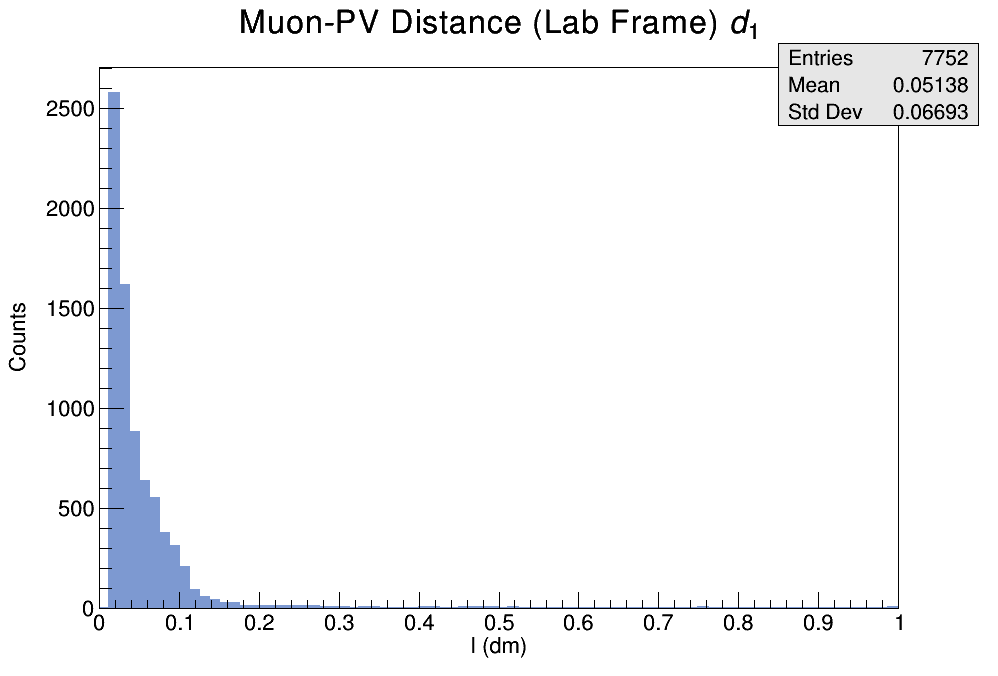 Muon-PV Distance (Lab Frame) d₁
Entries 7752
Mean 0.05138
Std Dev 0.06693
2500
2000
1500
1000
500
0
Counts
0 0.1 0.2 0.3 0.4 0.5 0.6 0.7 0.8 0.9 1
l (dm)